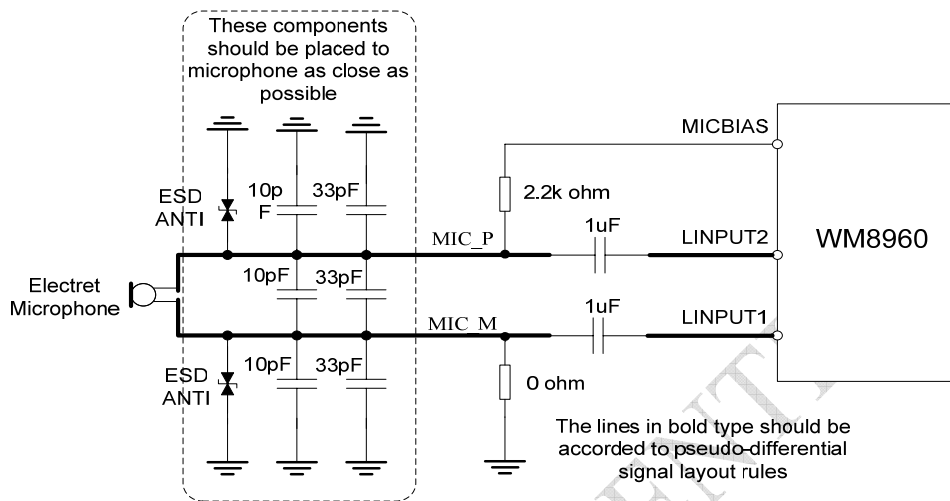 These components
should be placed to
microphone as close as
possible
MICBIAS
ESD
ANTI
10p
F
33pF
2.2k ohm
1uF
MIC_P
LINPUT2
WM8960
Electret
Microphone
10pF
33pF
1uF
MIC_M
LINPUT1
ESD
ANTI
10pF
33pF
0 ohm
The lines in bold type should be
accorded to pseudo-differential
signal layout rules